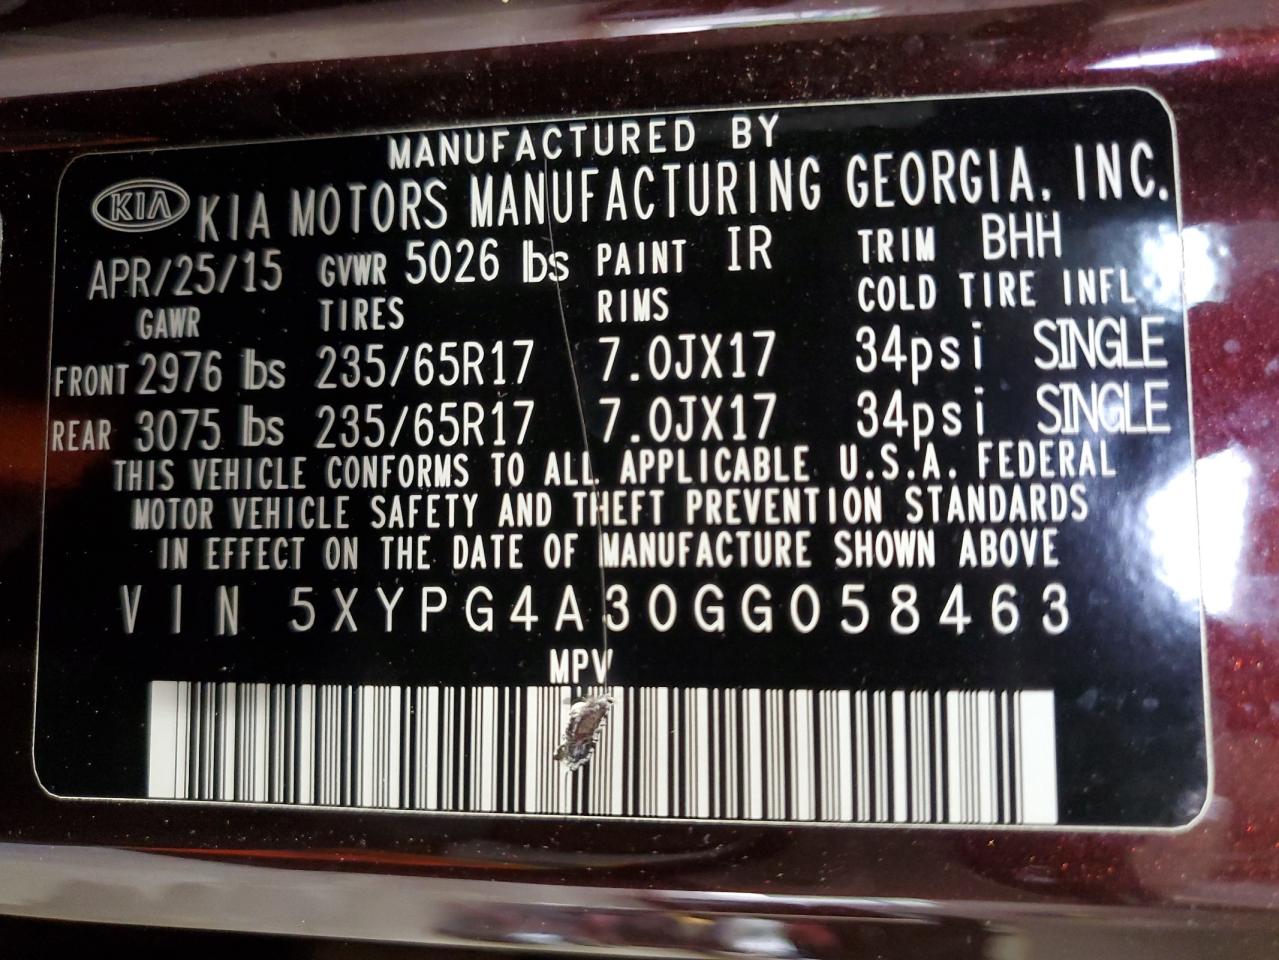 MANUFACTURED BY
KIA KIA MOTORS MANUFACTURING GEORGIA, INC.
APR/25/15 GVWR 5026 lbs PAINT IR TRIM BHH
GAWR TIRES RIMS COLD TIRE INFL
FRONT 2976 lbs 235/65R17 7.0JX17 34psi SINGLE
REAR 3075 lbs 235/65R17 7.0JX17 34psi SINGLE
THIS VEHICLE CONFORMS TO ALL APPLICABLE U.S.A. FEDERAL
MOTOR VEHICLE SAFETY AND THEFT PREVENTION STANDARDS
IN EFFECT ON THE DATE OF MANUFACTURE SHOWN ABOVE
VIN 5XYPG4A30GG058463
MPV